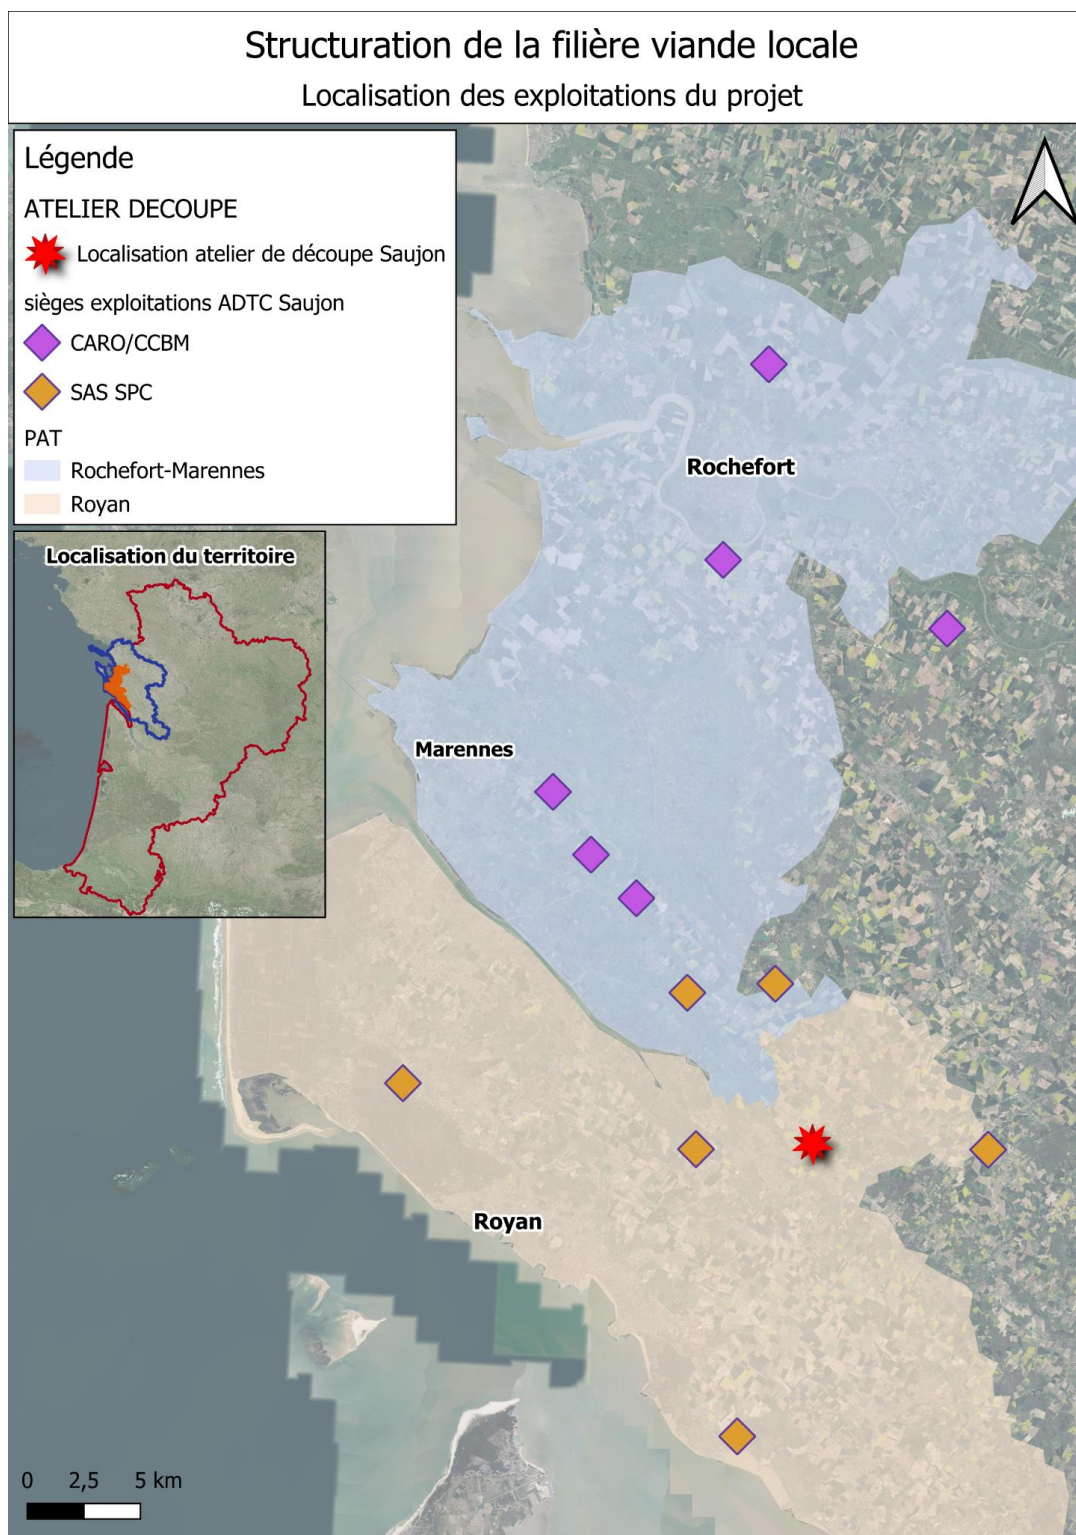 Structuration de la filière viande locale
Localisation des exploitations du projet
Légende
ATELIER DECOUPE
Localisation atelier de découpe Saujon
sièges exploitations ADTC Saujon
CARO/CCBM
SAS SPC
PAT
Rochefort-Marennes
Royan
Localisation du territoire
Rochefort
Marennes
Royan
0 2,5 5 km